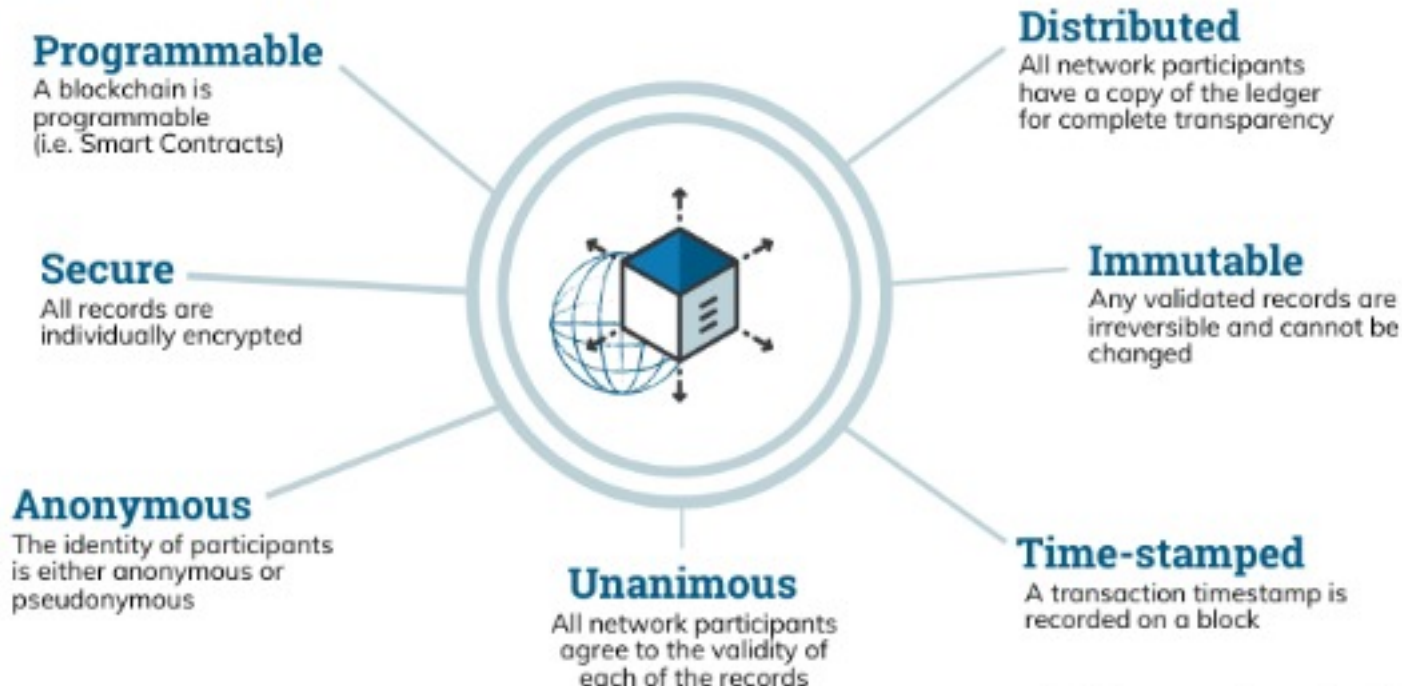 Programmable
A blockchain is
programmable
(i.e. Smart Contracts)
Distributed
All network participants
have a copy of the ledger
for complete transparency
Secure
All records are
individually encrypted
Immutable
Any validated records are
irreversible and cannot be
changed
Anonymous
The identity of participants
is either anonymous or
pseudonymous
Unanimous
All network participants
agree to the validity of
each of the records
Time-stamped
A transaction timestamp is
recorded on a block